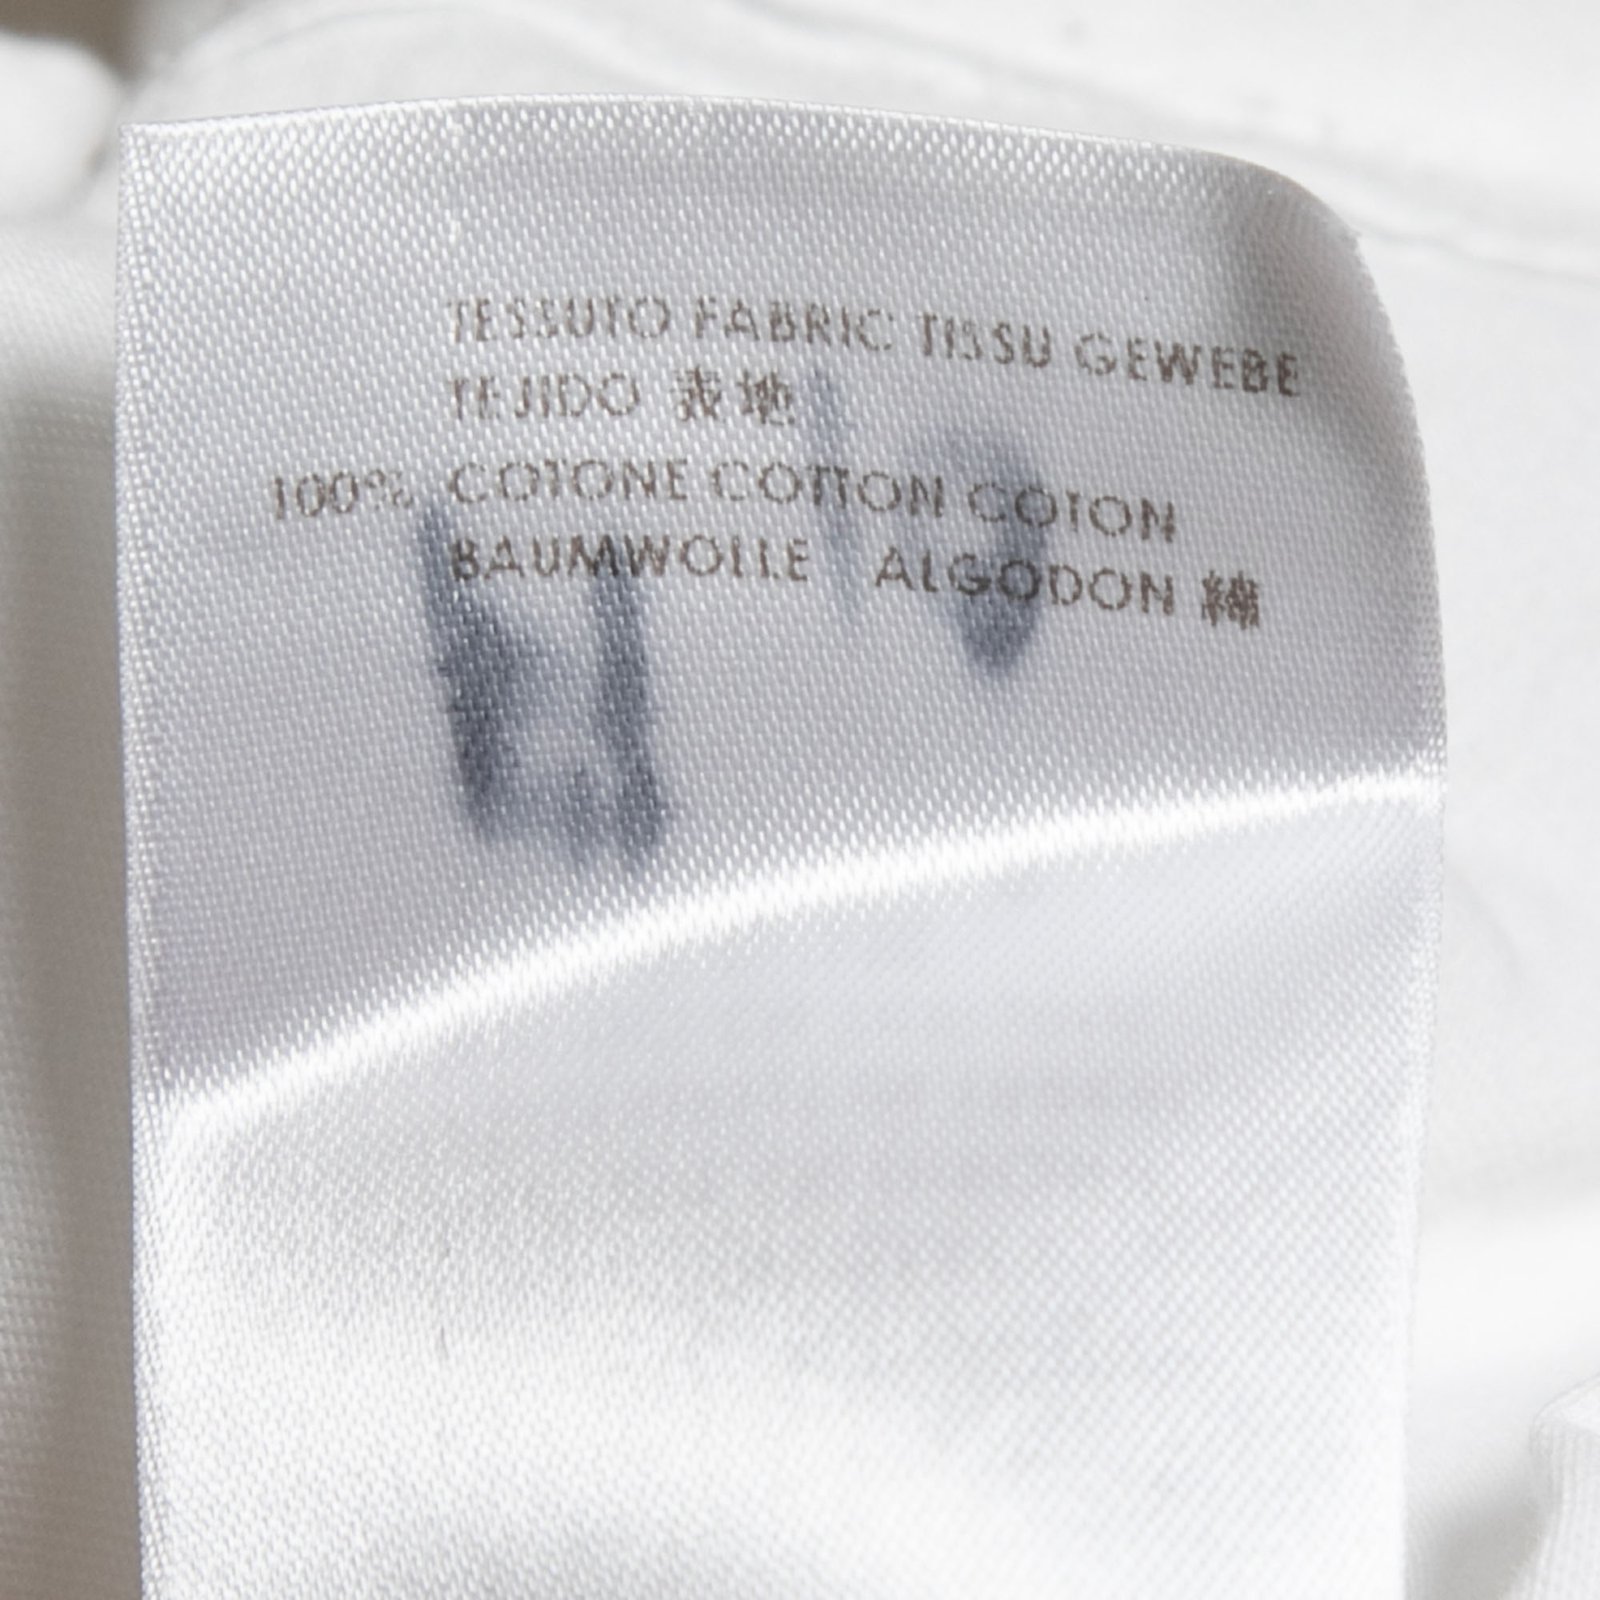 TESSUTO FABRIC TISSU GEWEBE
TEJIDO 表地
100% COTONE COTTON COTON
BAUMWOLLE ALGODON 綿